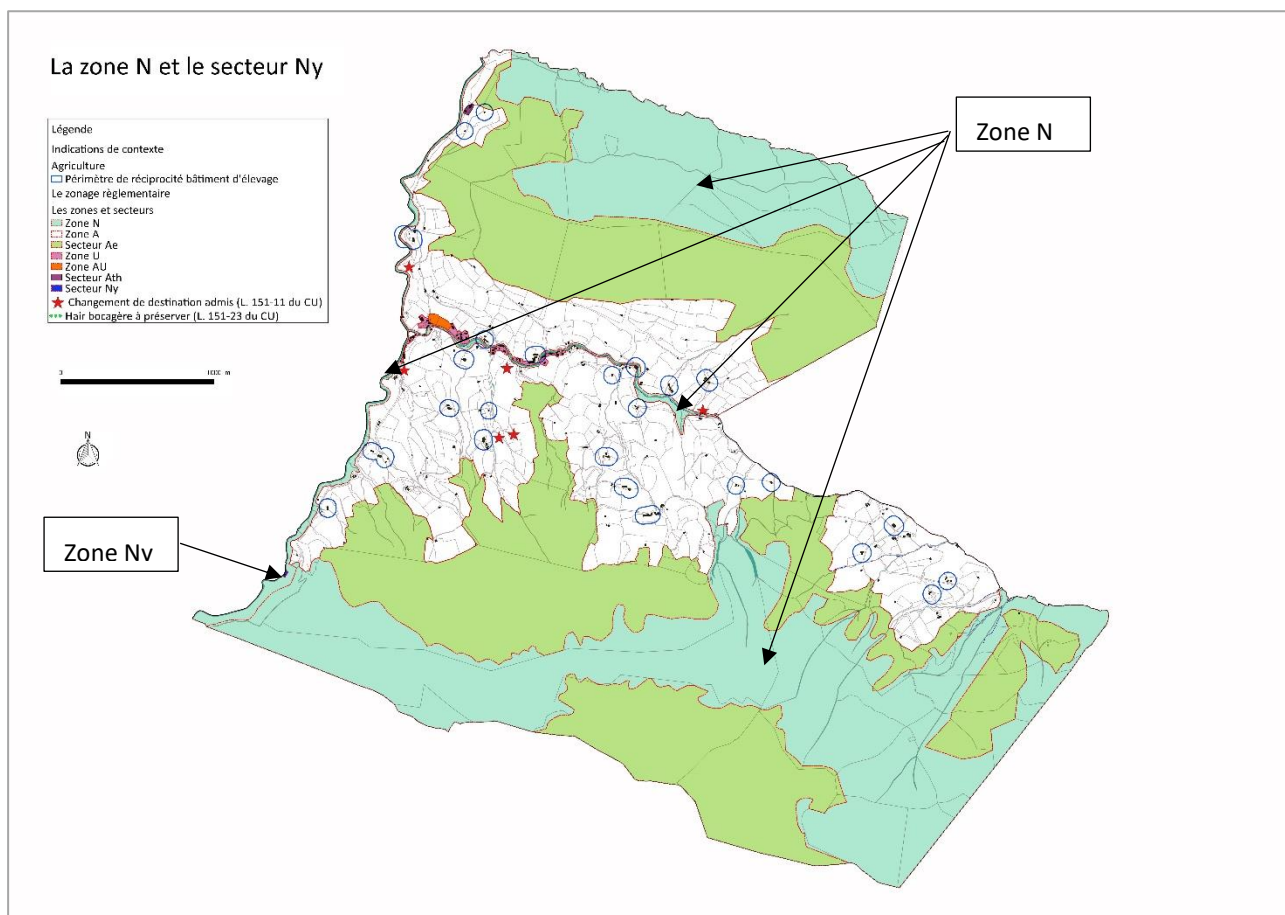 La zone N et le secteur Ny
Zone N
Légende
Indications de contexte
Agriculture
Périmètre de réciprocité bâtiment d'élevage
Le zonage règlementaire
Les zones et secteurs
Zone N
Zone A
Secteur Ae
Zone U
Zone AU
Secteur Ath
Secteur Ny
Changement de destination admis (L. 151-11 du CU)
Hair bocagère à préserver (L. 151-23 du CU)
0 m
N
Zone Nv